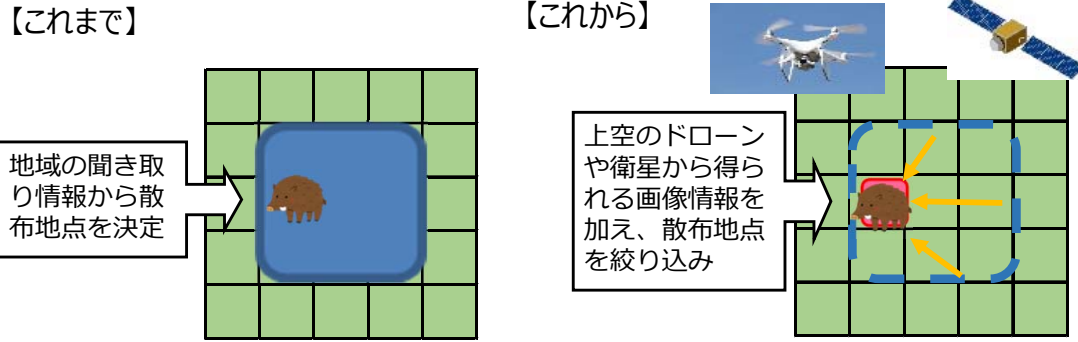 【これまで】
地域の聞き取
り情報から散
布地点を決定
【これから】
上空のドローン
や衛星から得ら
れる画像情報を
加え、散布地点
を絞り込み